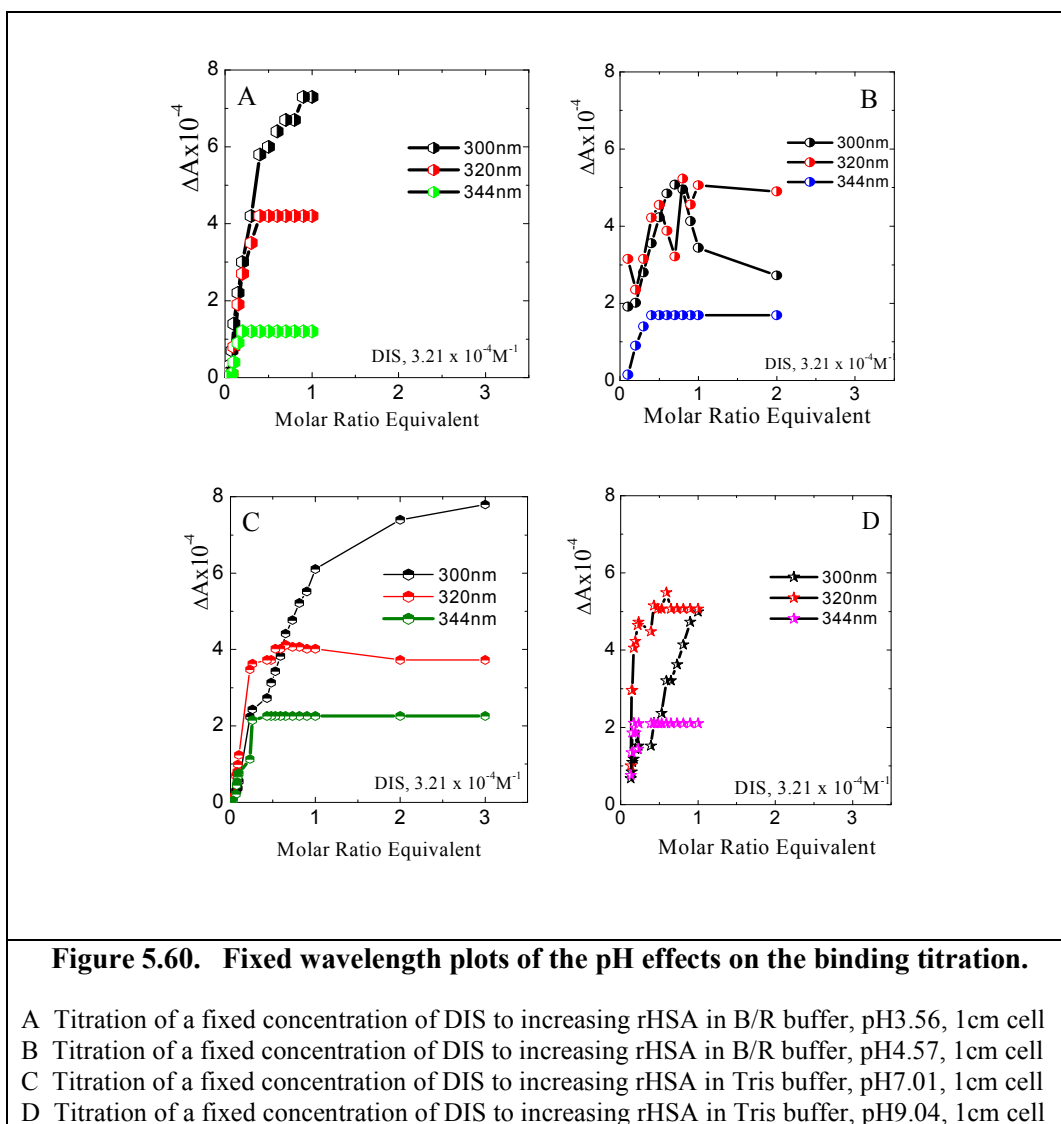 A
ΔAx10-4
8
6
4
2
0
300nm
320nm
344nm
DIS, 3.21 x 10-4M-1
0 1 2 3
Molar Ratio Equivalent
B
ΔAx10-4
8
6
4
2
0
300nm
320nm
344nm
DIS, 3.21 x 10-4M-1
0 1 2 3
Molar Ratio Equivalent
C
ΔAx10-4
8
6
4
2
0
300nm
320nm
344nm
DIS, 3.21 x 10-4M-1
0 1 2 3
Molar Ratio Equivalent
D
ΔAx10-4
8
6
4
2
0
300nm
320nm
344nm
DIS, 3.21 x 10-4M-1
0 1 2 3
Molar Ratio Equivalent
Figure 5.60. Fixed wavelength plots of the pH effects on the binding titration.
A Titration of a fixed concentration of DIS to increasing rHSA in B/R buffer, pH3.56, 1cm cell
B Titration of a fixed concentration of DIS to increasing rHSA in B/R buffer, pH4.57, 1cm cell
C Titration of a fixed concentration of DIS to increasing rHSA in Tris buffer, pH7.01, 1cm cell
D Titration of a fixed concentration of DIS to increasing rHSA in Tris buffer, pH9.04, 1cm cell